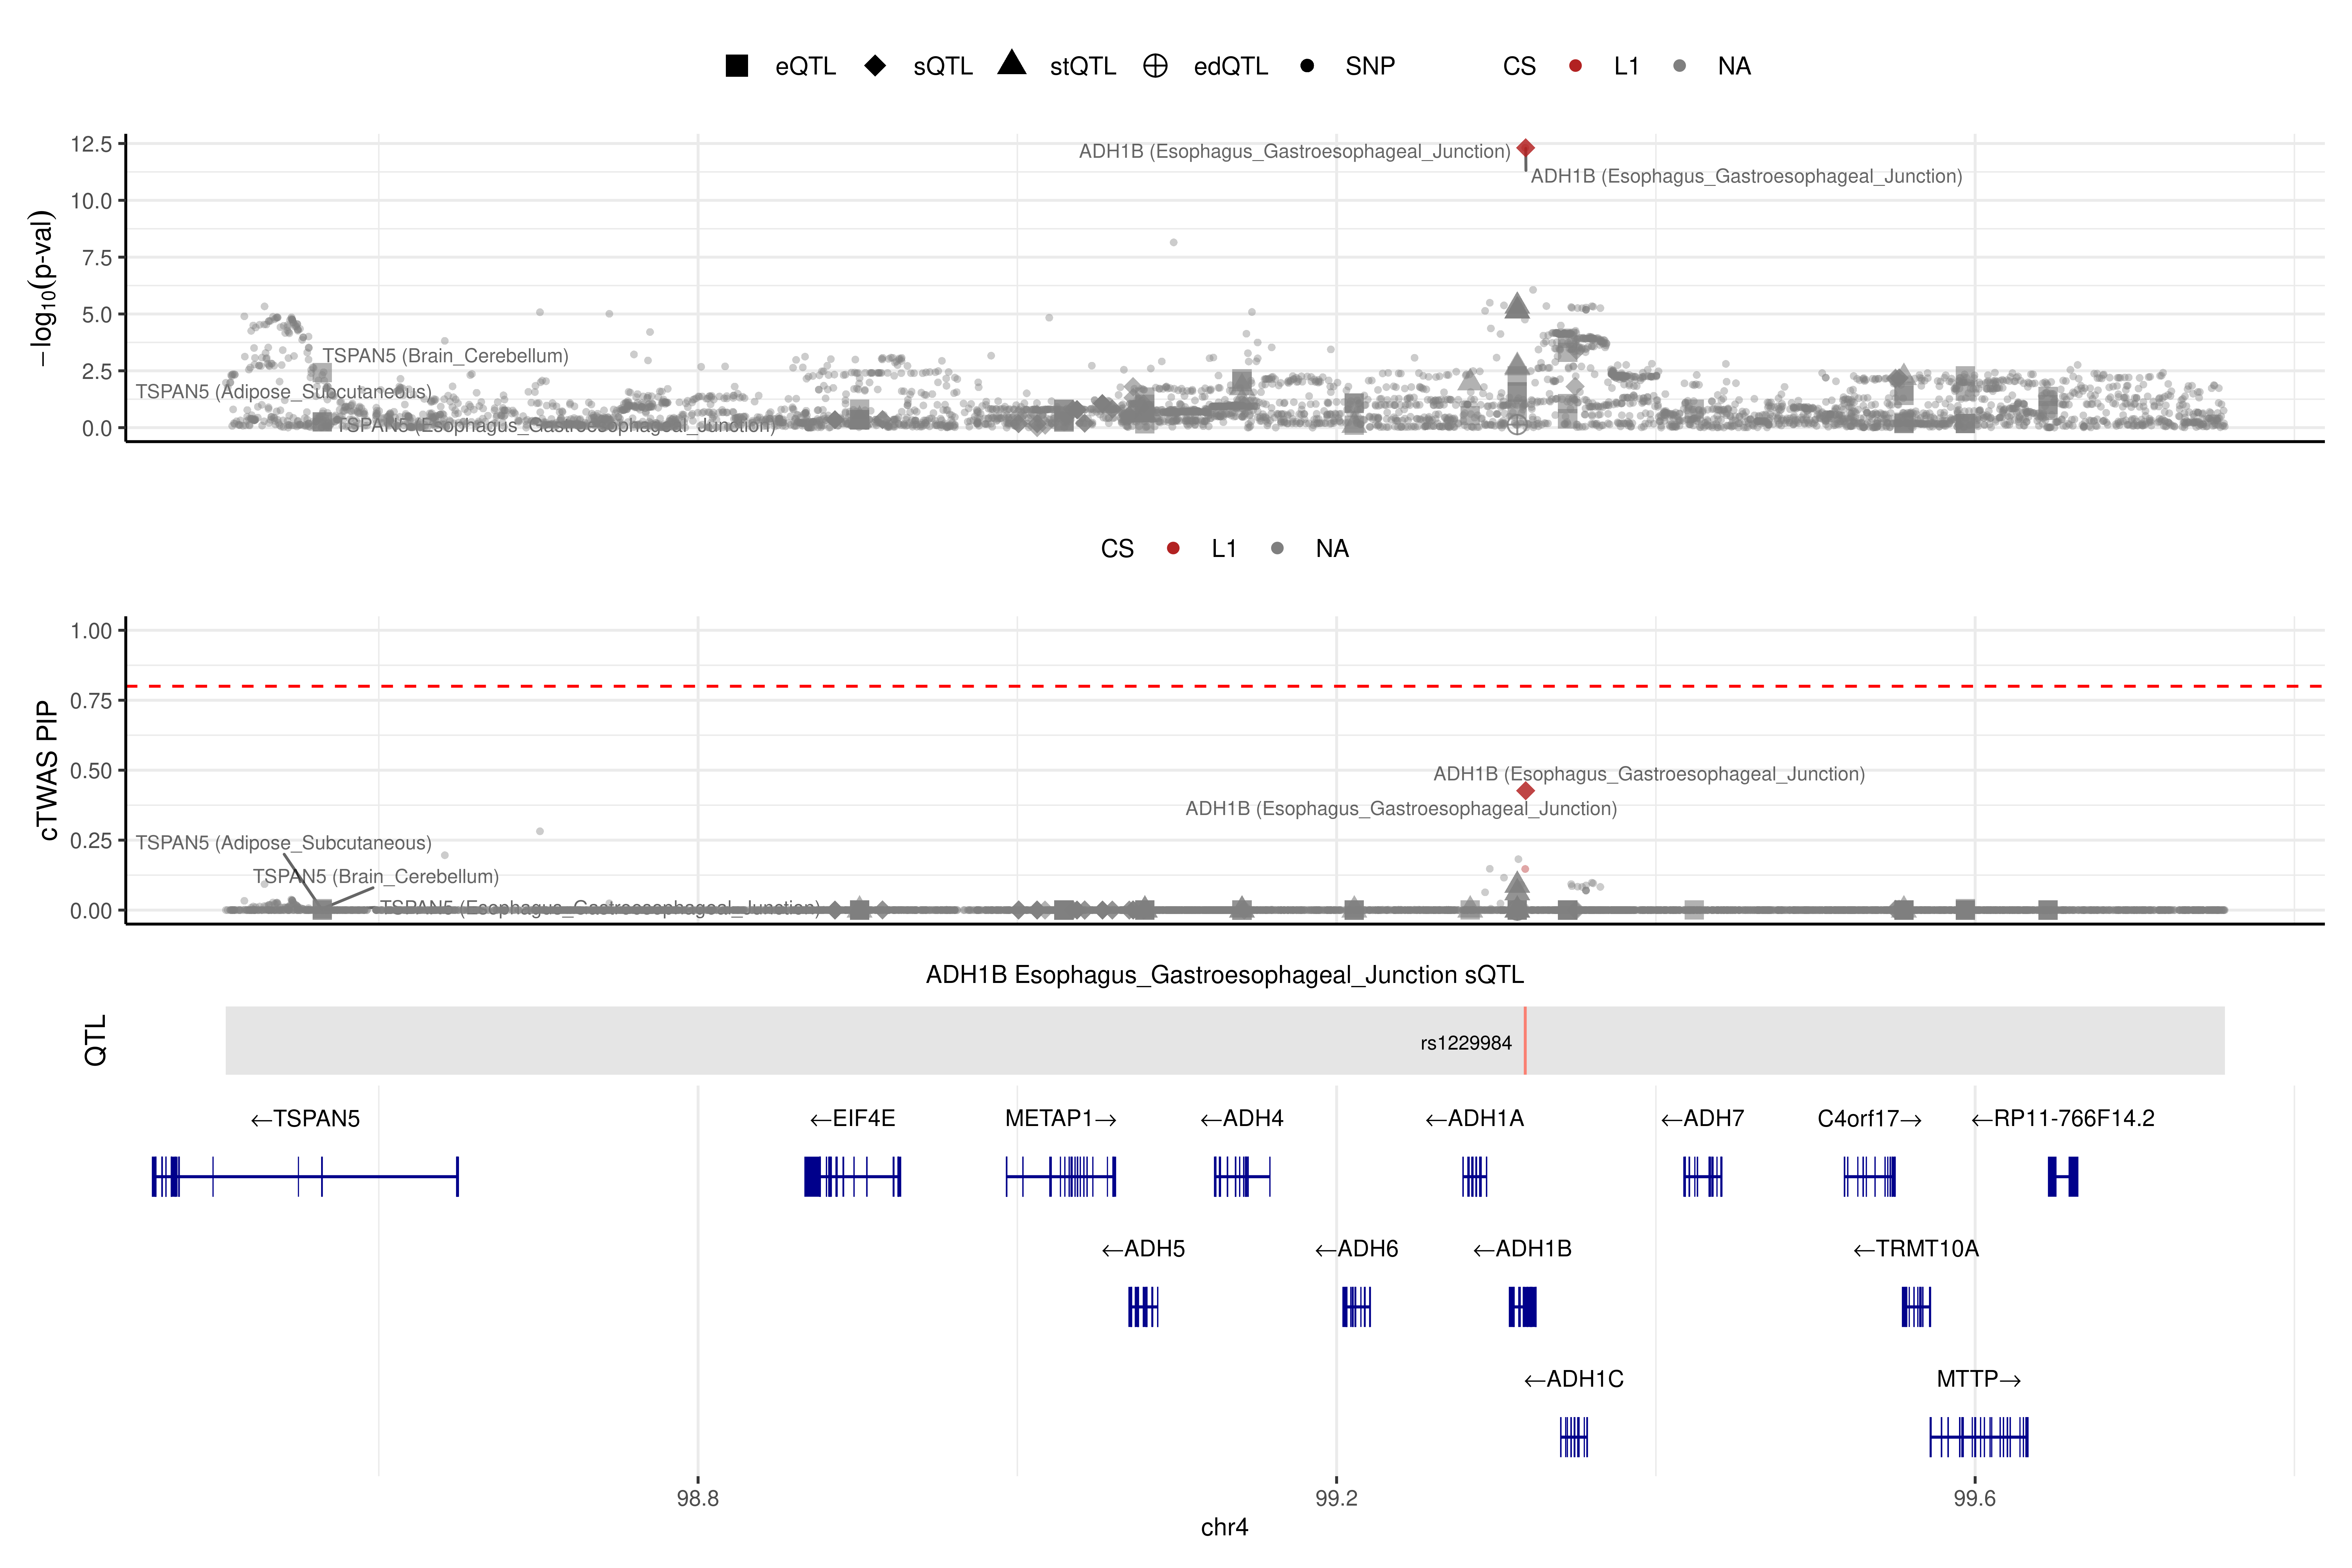 eQTL sQTL stQTL edQTL SNP CS L1 NA
−log10(p-val)
12.5
10.0
7.5
5.0
2.5
0.0
ADH1B (Esophagus_Gastroesophageal_Junction)
ADH1B (Esophagus_Gastroesophageal_Junction)
TSPAN5 (Brain_Cerebellum)
TSPAN5 (Adipose_Subcutaneous)
TSPAN5 (Esophagus_Gastroesophageal_Junction)
CS L1 NA
cTWAS PIP
1.00
0.75
0.50
0.25
0.00
ADH1B (Esophagus_Gastroesophageal_Junction)
ADH1B (Esophagus_Gastroesophageal_Junction)
TSPAN5 (Adipose_Subcutaneous)
TSPAN5 (Brain_Cerebellum)
TSPAN5 (Esophagus_Gastroesophageal_Junction)
ADH1B Esophagus_Gastroesophageal_Junction sQTL
QTL
rs1229984
←TSPAN5 ←EIF4E METAP1→ ←ADH4 ←ADH1A ←ADH7 C4orf17→ ←RP11-766F14.2
←ADH5 ←ADH6 ←ADH1B ←TRMT10A
←ADH1C MTTP→
98.8 99.2 99.6
chr4